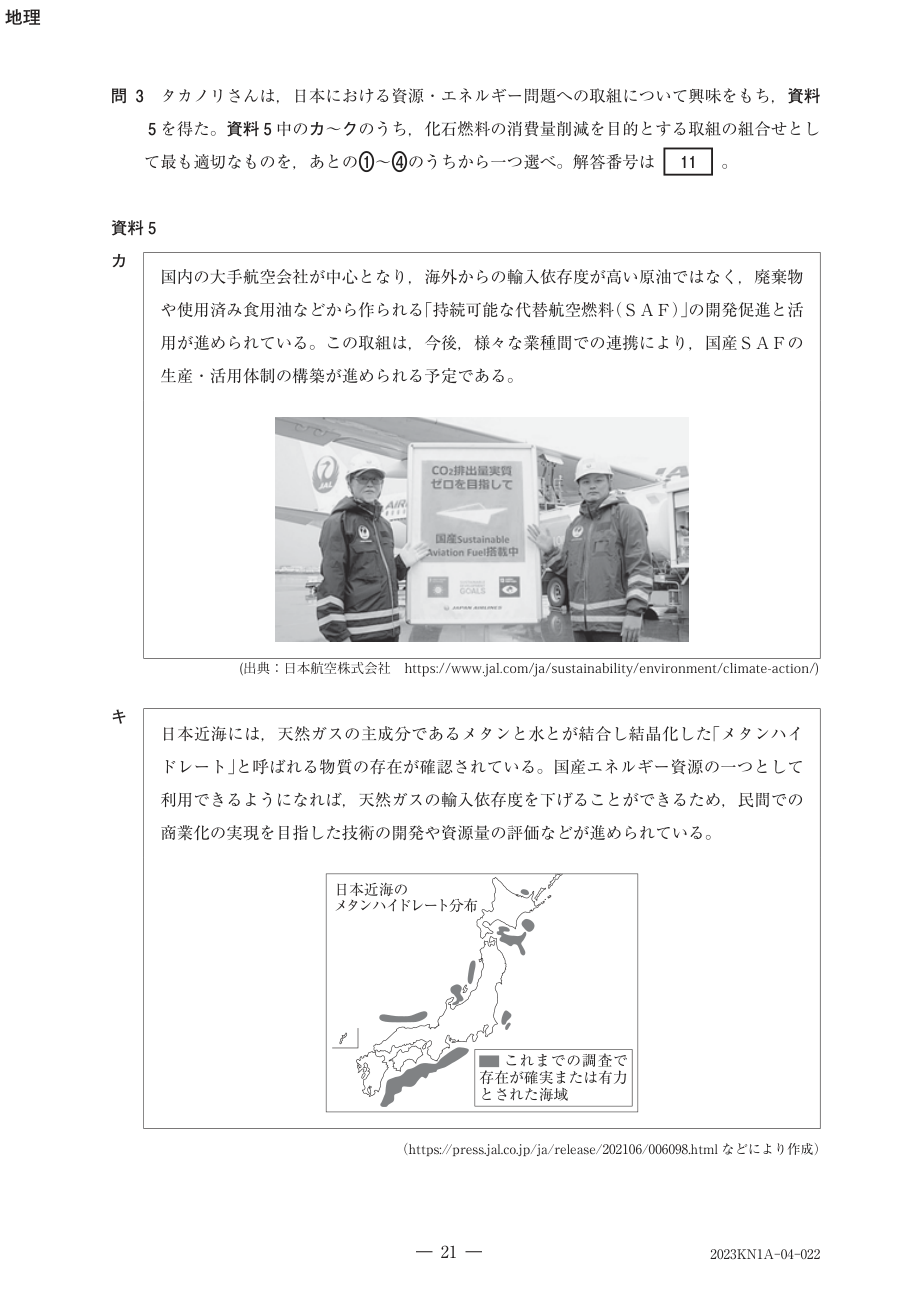 地理
問 3 タカノリさんは，日本における資源・エネルギー問題への取組について興味をもち，資料
5を得た。資料5中のカ～クのうち，化石燃料の消費量削減を目的とする取組の組合せとし
て最も適切なものを，あとの①～④のうちから一つ選べ。解答番号は 11 。
資料5
カ
国内の大手航空会社が中心となり，海外からの輸入依存度が高い原油ではなく，廃棄物
や使用済み食用油などから作られる「持続可能な代替航空燃料(ＳＡＦ)」の開発促進と活
用が進められている。この取組は，今後，様々な業種間での連携により，国産ＳＡＦの
生産・活用体制の構築が進められる予定である。
JAL
CO2排出量実質
ゼロを目指して
国産Sustainable
Aviation Fuel搭載中
GOALS
JAPAN AIRLINES
(出典：日本航空株式会社 https://www.jal.com/ja/sustainability/environment/climate-action/)
キ
日本近海には，天然ガスの主成分であるメタンと水とが結合し結晶化した「メタンハイ
ドレート」と呼ばれる物質の存在が確認されている。国産エネルギー資源の一つとして
利用できるようになれば，天然ガスの輸入依存度を下げることができるため，民間での
商業化の実現を目指した技術の開発や資源量の評価などが進められている。
日本近海の
メタンハイドレート分布
これまでの調査で
存在が確実または有力
とされた海域
（https://press.jal.co.jp/ja/release/202106/006098.html などにより作成）
― 21 ―
2023KN1A-04-022